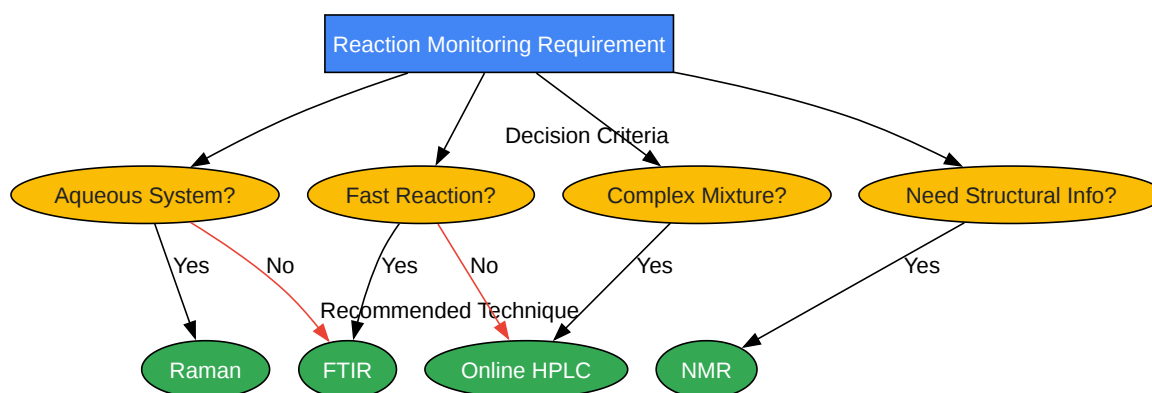 Reaction Monitoring Requirement
Decision Criteria
Aqueous System?
Fast Reaction?
Complex Mixture?
Need Structural Info?
Yes
No
Yes
No
Yes
Yes
Recommended Technique
Raman
FTIR
Online HPLC
NMR